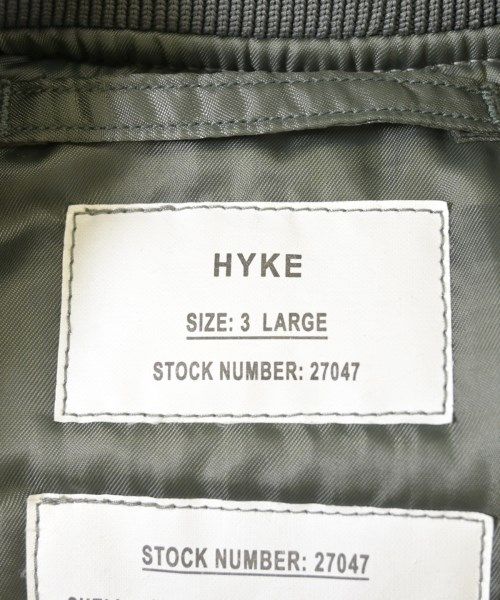 HYKE
SIZE: 3 LARGE
STOCK NUMBER: 27047
STOCK NUMBER: 27047